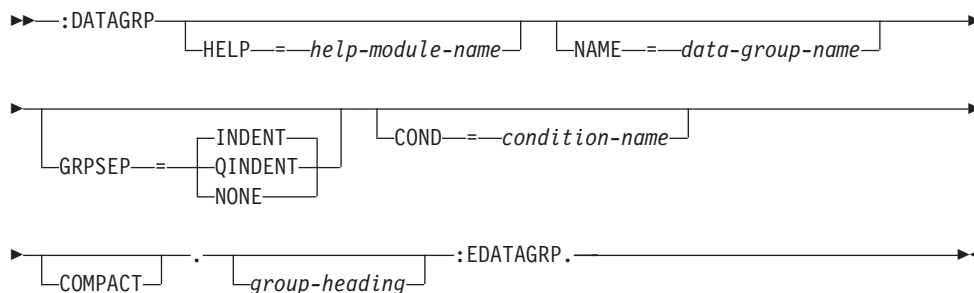 :DATAGRP
HELP = help-module-name
NAME = data-group-name
GRPSEP = INDENT
QINDENT
NONE
COND = condition-name
COMPACT
.
group-heading
:EDATAGRP.